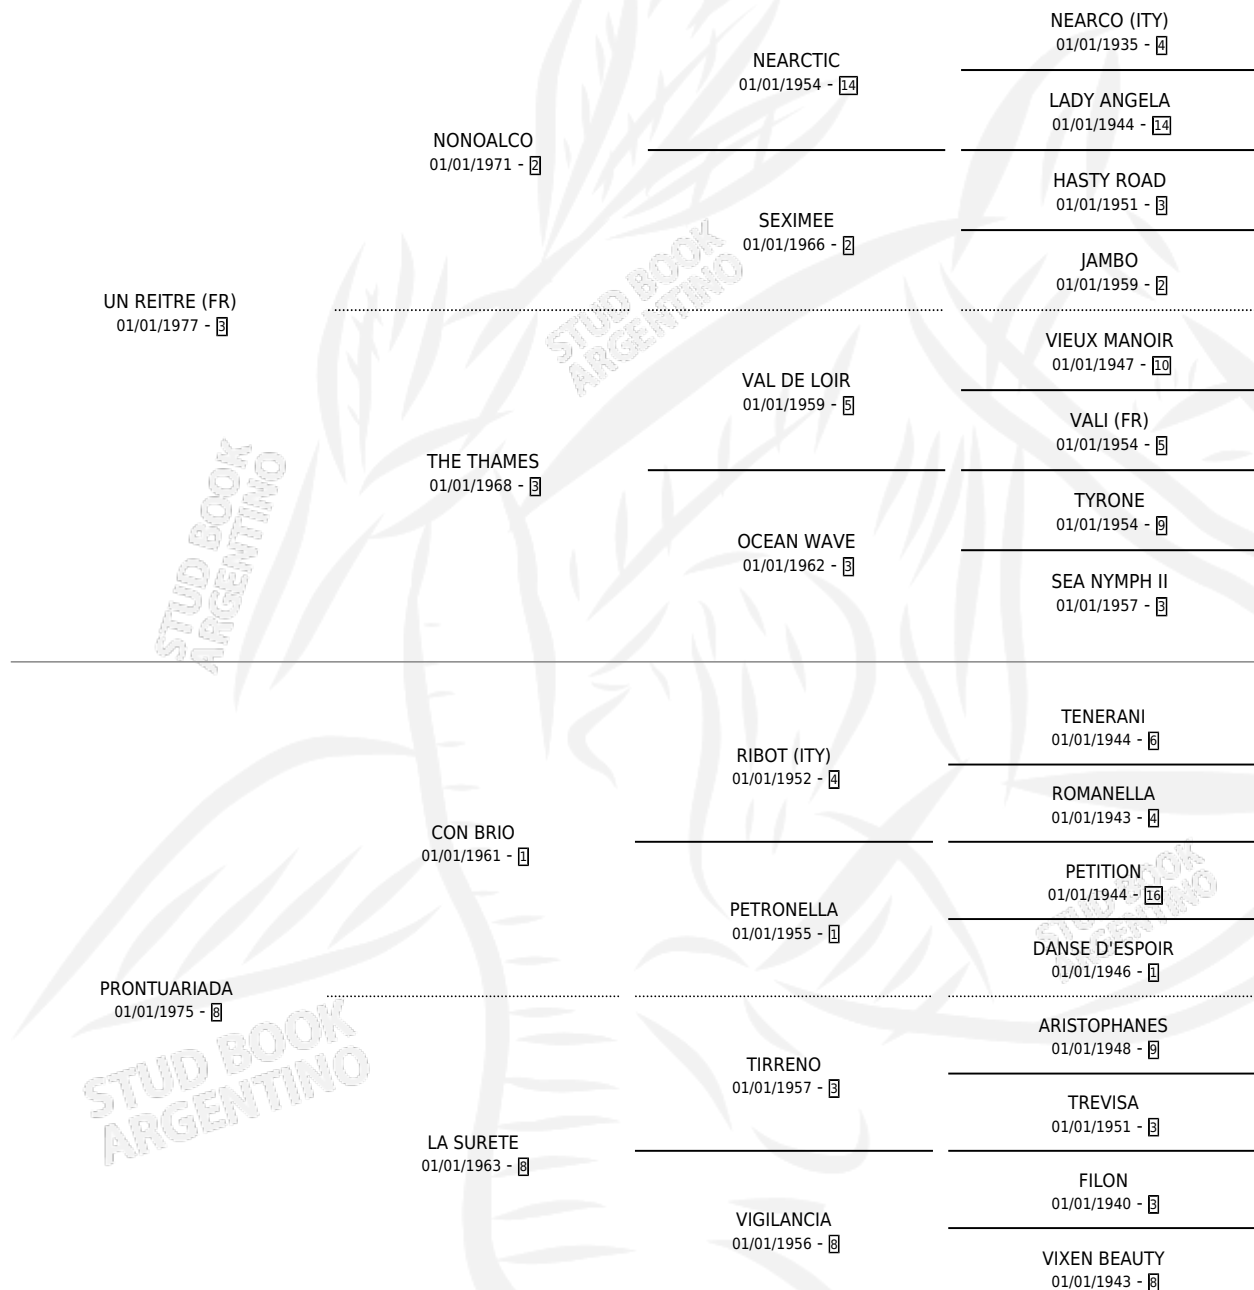 NEARCO (ITY)
01/01/1935 - 4
NEARCTIC
01/01/1954 - 14
LADY ANGELA
01/01/1944 - 14
NONOALCO
01/01/1971 - 2
HASTY ROAD
01/01/1951 - 3
SEXIMEE
01/01/1966 - 2
JAMBO
01/01/1959 - 2
UN REITRE (FR)
01/01/1977 - 3
VIEUX MANOIR
01/01/1947 - 10
VAL DE LOIR
01/01/1959 - 5
VALI (FR)
01/01/1954 - 5
THE THAMES
01/01/1968 - 3
TYRONE
01/01/1954 - 9
OCEAN WAVE
01/01/1962 - 3
SEA NYMPH II
01/01/1957 - 3
TENERANI
01/01/1944 - 6
RIBOT (ITY)
01/01/1952 - 4
ROMANELLA
01/01/1943 - 4
CON BRIO
01/01/1961 - 1
PETITION
01/01/1944 - 16
PETRONELLA
01/01/1955 - 1
DANSE D'ESPOIR
01/01/1946 - 1
PRONTUARIADA
01/01/1975 - 8
ARISTOPHANES
01/01/1948 - 9
TIRRENO
01/01/1957 - 3
TREVISA
01/01/1951 - 3
LA SURETE
01/01/1963 - 8
FILON
01/01/1940 - 3
VIGILANCIA
01/01/1956 - 8
VIXEN BEAUTY
01/01/1943 - 8
STUD BOOK
ARGENTINO
STUD BOOK
ARGENTINO
STUD BOOK
ARGENTINO
STUD BOOK
ARGENTINO